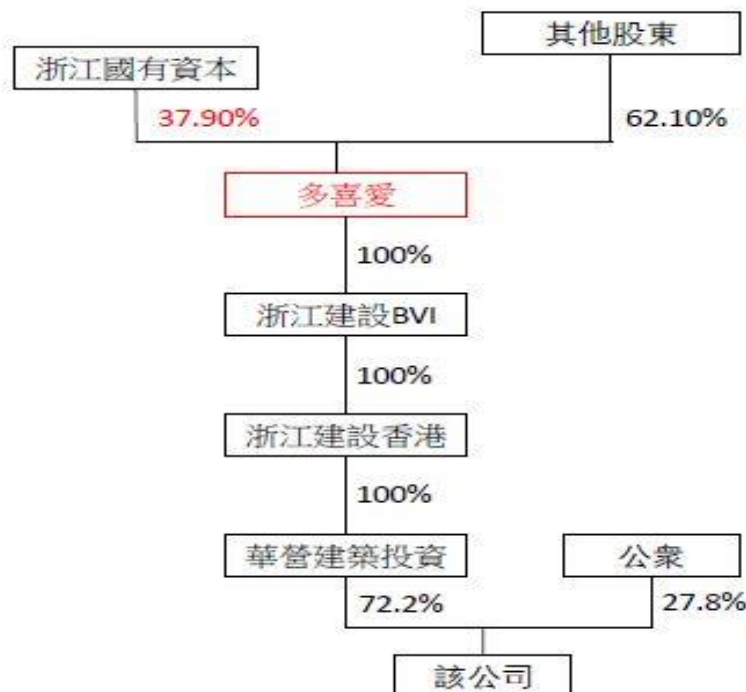 其他股東
浙江國有資本
37.90%
62.10%
多喜愛
100%
浙江建設BVI
100%
浙江建設香港
100%
華營建築投資
公衆
72.2%
27.8%
該公司